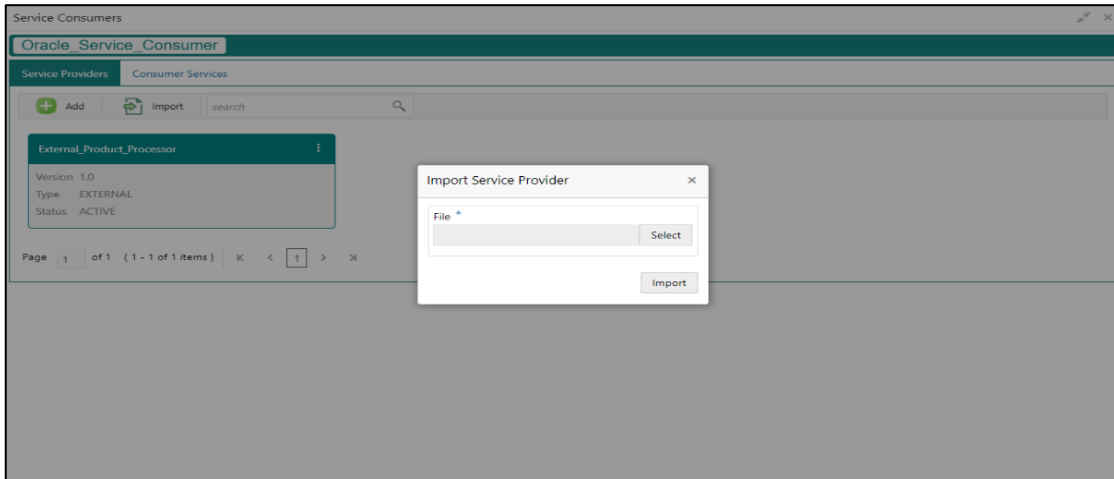 Service Consumers
Oracle_Service_Consumer
Service Providers Consumer Services
Add Import search
External_Product_Processor
Version 1.0
Type EXTERNAL
Status ACTIVE
Page 1 of 1 (1 - 1 of 1 items) 1
Import Service Provider
File *
Select
Import